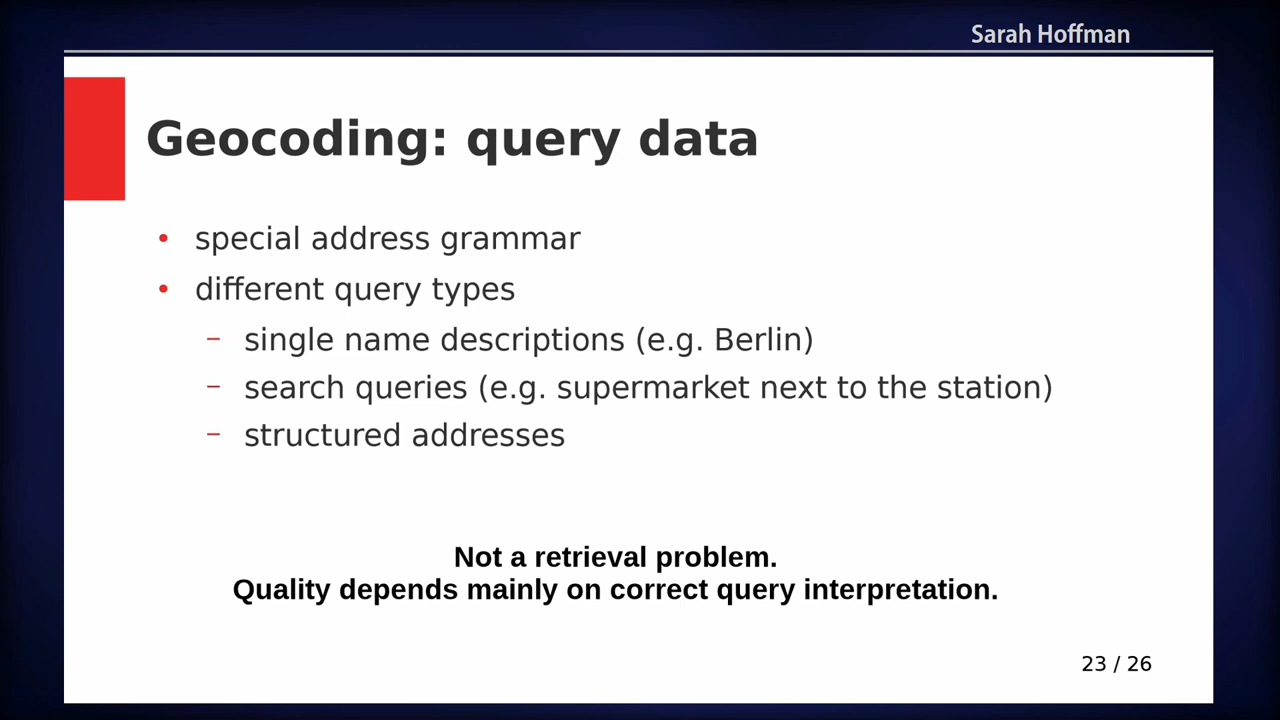 Sarah Hoffman
Geocoding: query data
• special address grammar
• different query types
– single name descriptions (e.g. Berlin)
– search queries (e.g. supermarket next to the station)
– structured addresses
Not a retrieval problem.
Quality depends mainly on correct query interpretation.
23 / 26